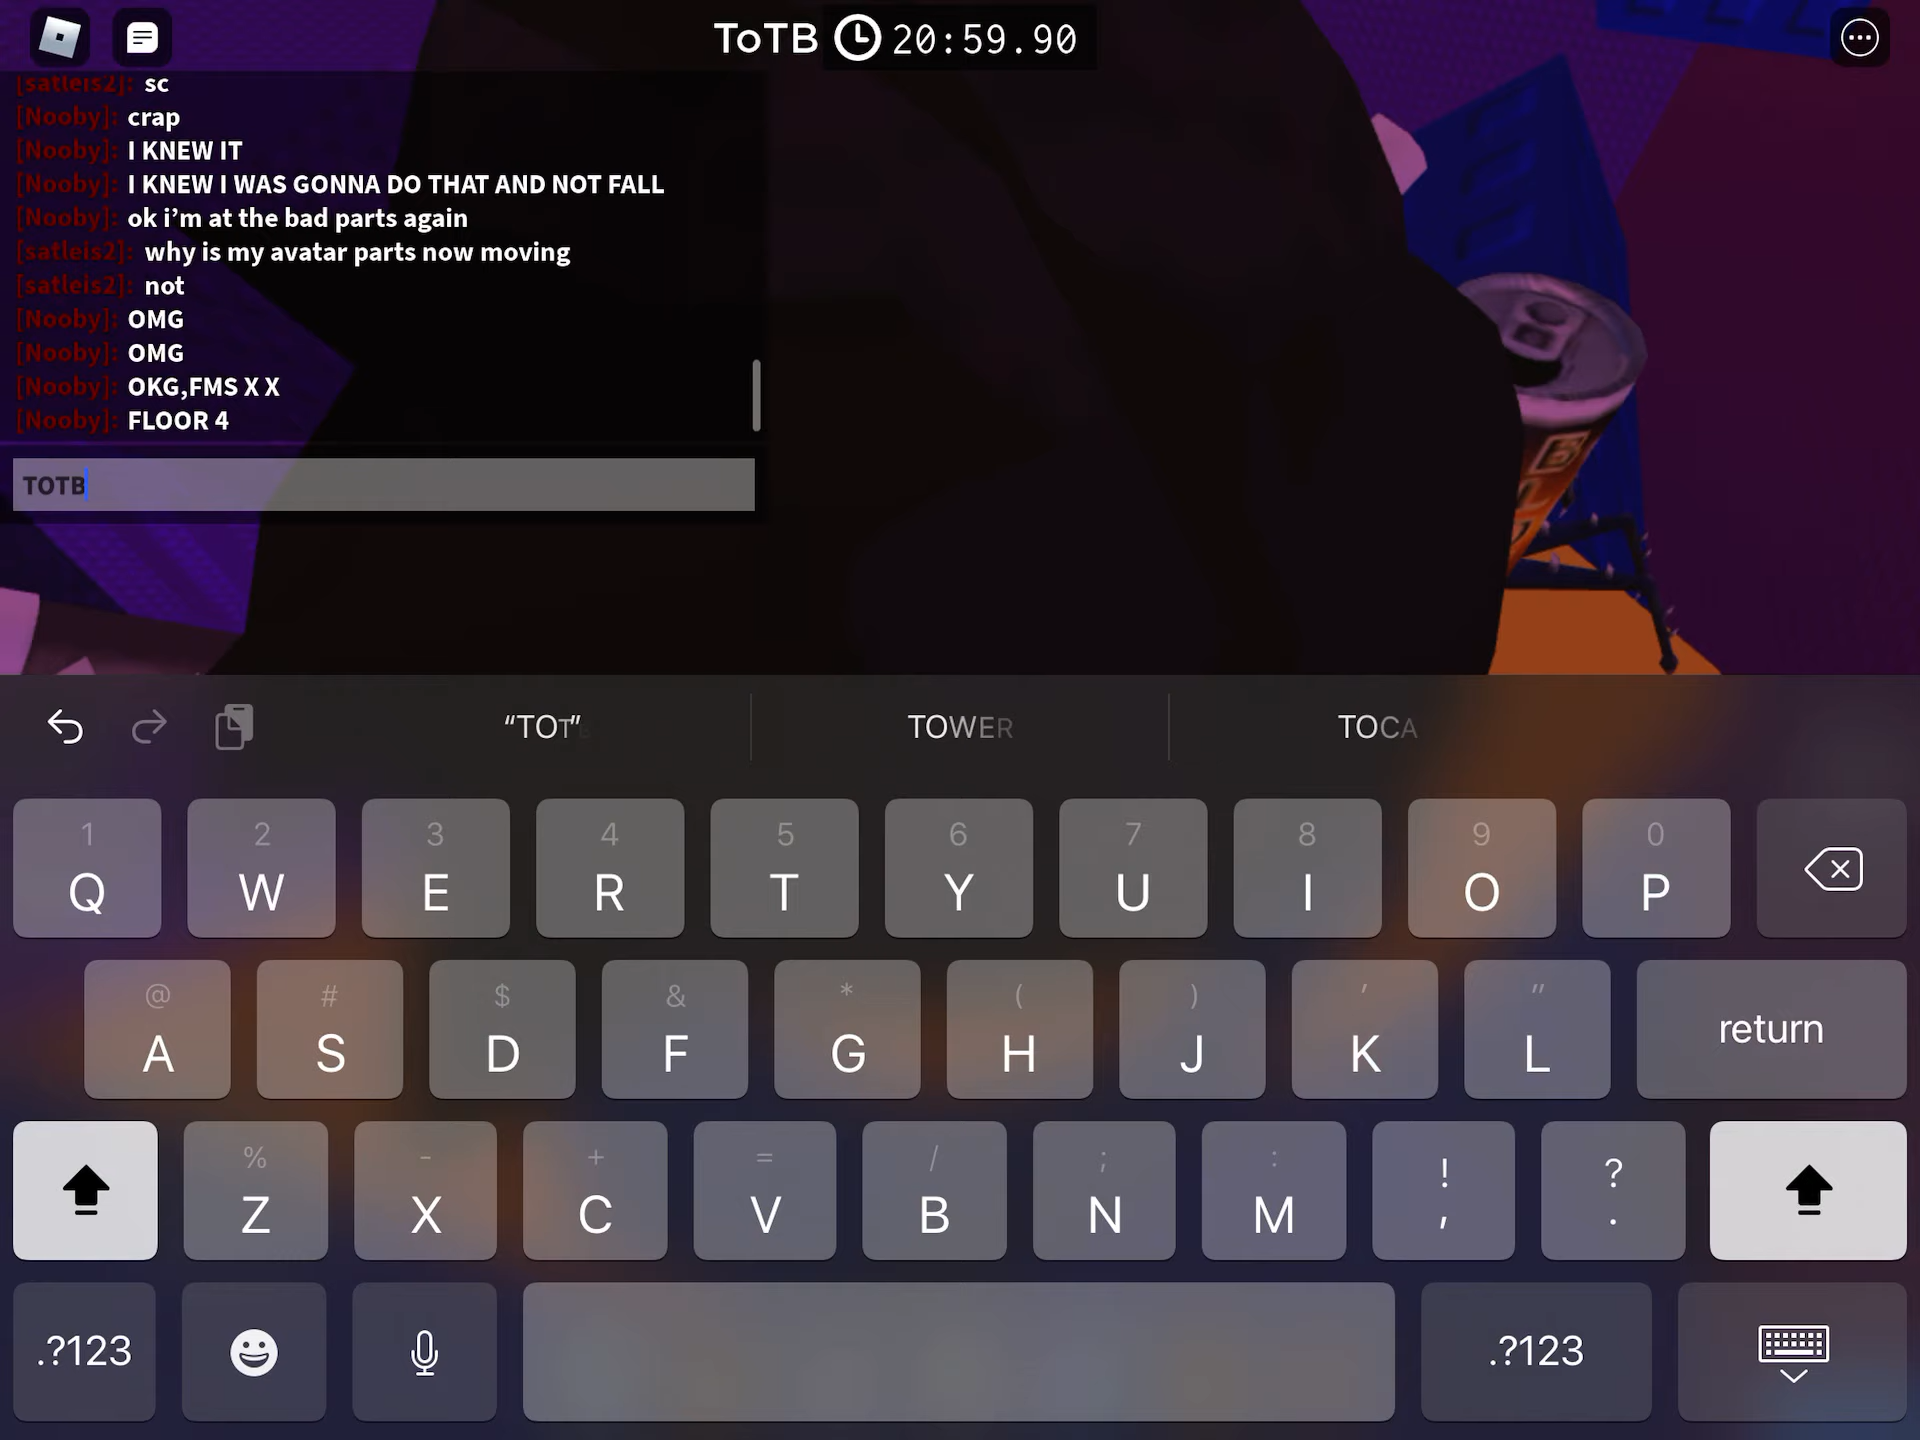 ToTB 20:59.90
[satleis2]: sc
[Nooby]: crap
[Nooby]: I KNEW IT
[Nooby]: I KNEW I WAS GONNA DO THAT AND NOT FALL
[Nooby]: ok i’m at the bad parts again
[satleis2]: why is my avatar parts now moving
[satleis2]: not
[Nooby]: OMG
[Nooby]: OMG
[Nooby]: OKG,FMS X X
[Nooby]: FLOOR 4
TOTB
“TOT” TOWER TOCA
1 2 3 4 5 6 7 8 9 0
Q W E R T Y U I O P
@ # $ & * ( ) ' "
A S D F G H J K L return
% - + = / ; : ! ?
Z X C V B N M , .
.?123 .?123